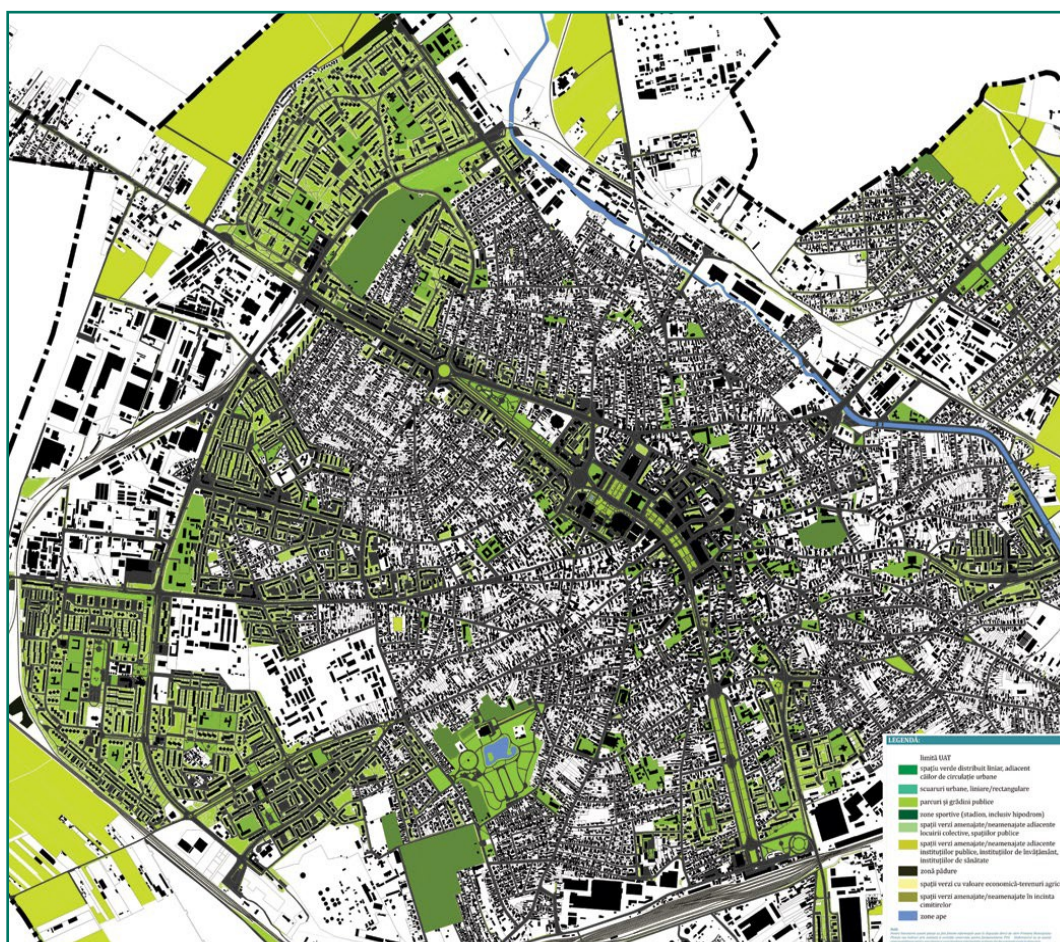 LEGENDĂ:
limită UAT
spațiu verde distribuit liniar, adiacent
căilor de circulație urbane
scuaruri urbane, liniare/rectangulare
parcuri și grădini publice
zone sportive (stadion, inclusiv hipodrom)
spații verzi amenajate/neamenajate adiacente
locuirii colective, spațiilor publice
spații verzi amenajate/neamenajate adiacente
instituțiilor publice, instituțiilor de învățământ,
instituțiilor de sănătate
zonă pădure
spații verzi cu valoare economică-terenuri agric
spații verzi amenajate/neamenajate în incinta
cimitirelor
zone ape